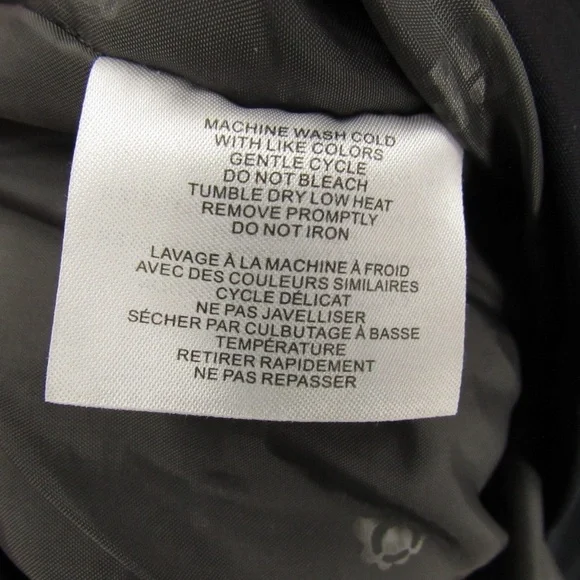 MACHINE WASH COLD
WITH LIKE COLORS
GENTLE CYCLE
DO NOT BLEACH
TUMBLE DRY LOW HEAT
REMOVE PROMPTLY
DO NOT IRON
LAVAGE À LA MACHINE À FROID
AVEC DES COULEURS SIMILAIRES
CYCLE DÉLICAT
NE PAS JAVELLISER
SÉCHER PAR CULBUTAGE À BASSE
TEMPÉRATURE
RETIRER RAPIDEMENT
NE PAS REPASSER